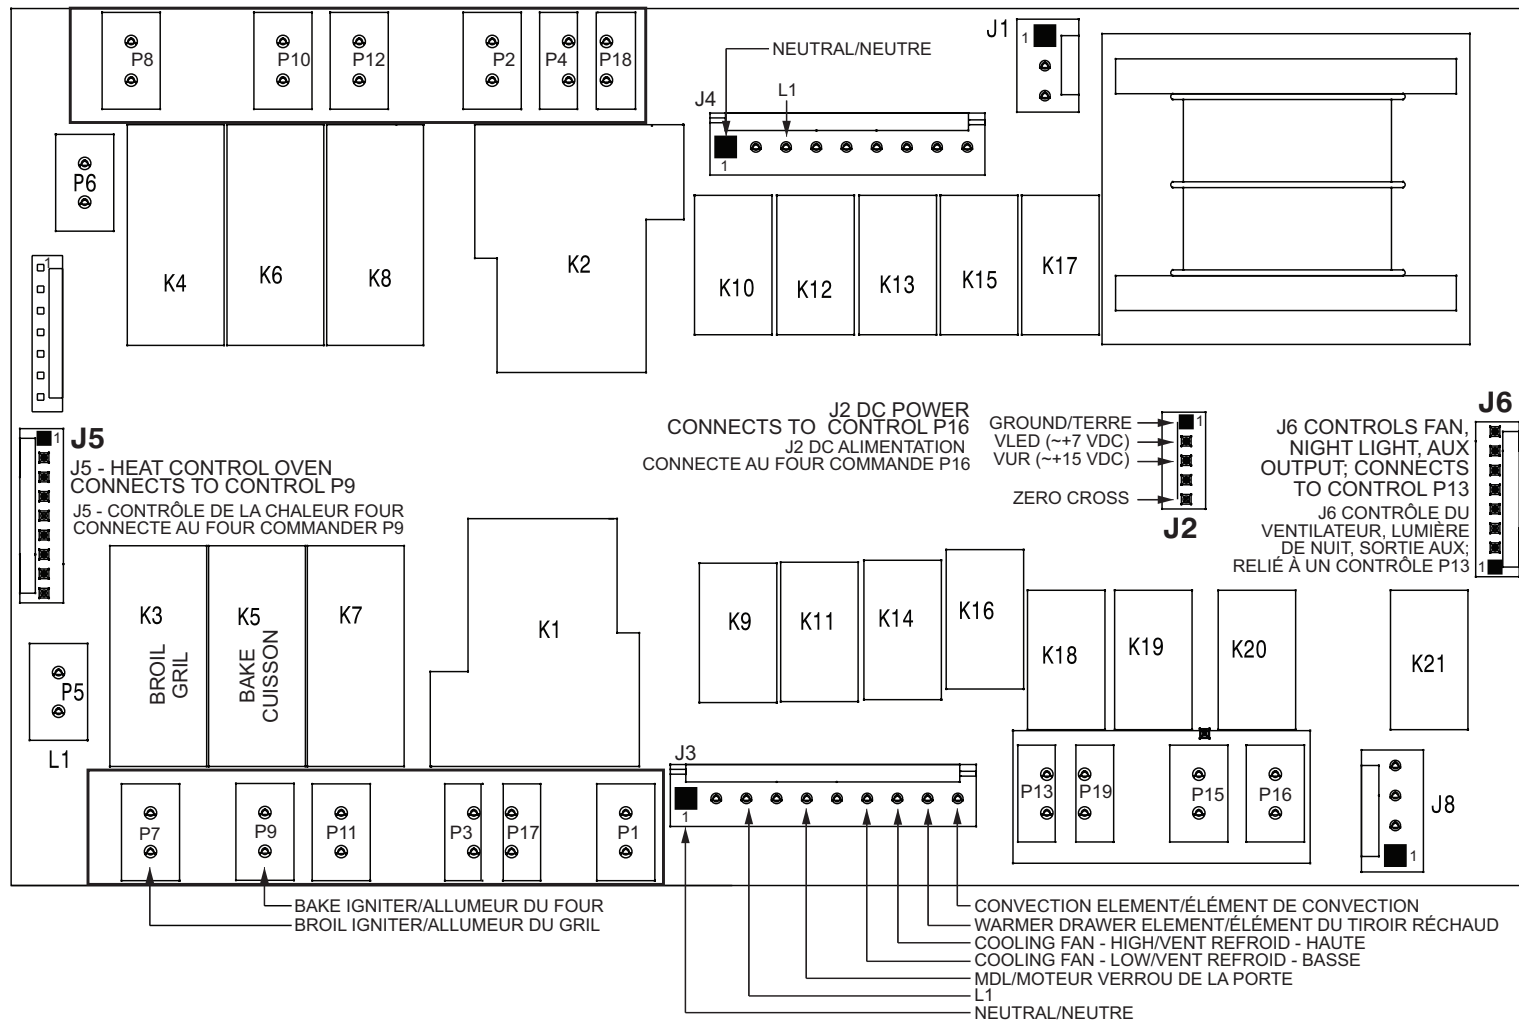 P8
P10
P12
P2
P4
P18
J1
1
NEUTRAL/NEUTRE
L1
J4
1
P6
K4
K6
K8
K2
K10
K12
K13
K15
K17
1
J5
1
J5 - HEAT CONTROL OVEN
CONNECTS TO CONTROL P9
J5 - CONTRÔLE DE LA CHALEUR FOUR
CONNECTE AU FOUR COMMANDER P9
J2 DC POWER
CONNECTS TO CONTROL P16
J2 DC ALIMENTATION
CONNECTE AU FOUR COMMANDE P16
GROUND/TERRE
VLED (~+7 VDC)
VUR (~+15 VDC)
ZERO CROSS
1
J2
J6
J6 CONTROLS FAN,
NIGHT LIGHT, AUX
OUTPUT; CONNECTS
TO CONTROL P13
J6 CONTRÔLE DU
VENTILATEUR, LUMIÈRE
DE NUIT, SORTIE AUX;
RELIÉ À UN CONTRÔLE P13
1
K3
BROIL
GRIL
K5
BAKE
CUISSON
K7
K1
K9
K11
K14
K16
K18
K19
K20
K21
P5
L1
J3
1
P7
P9
P11
P3
P17
P1
P13
P19
P15
P16
J8
1
BAKE IGNITER/ALLUMEUR DU FOUR
BROIL IGNITER/ALLUMEUR DU GRIL
CONVECTION ELEMENT/ÉLÉMENT DE CONVECTION
WARMER DRAWER ELEMENT/ÉLÉMENT DU TIROIR RÉCHAUD
COOLING FAN - HIGH/VENT REFROID - HAUTE
COOLING FAN - LOW/VENT REFROID - BASSE
MDL/MOTEUR VERROU DE LA PORTE
L1
NEUTRAL/NEUTRE